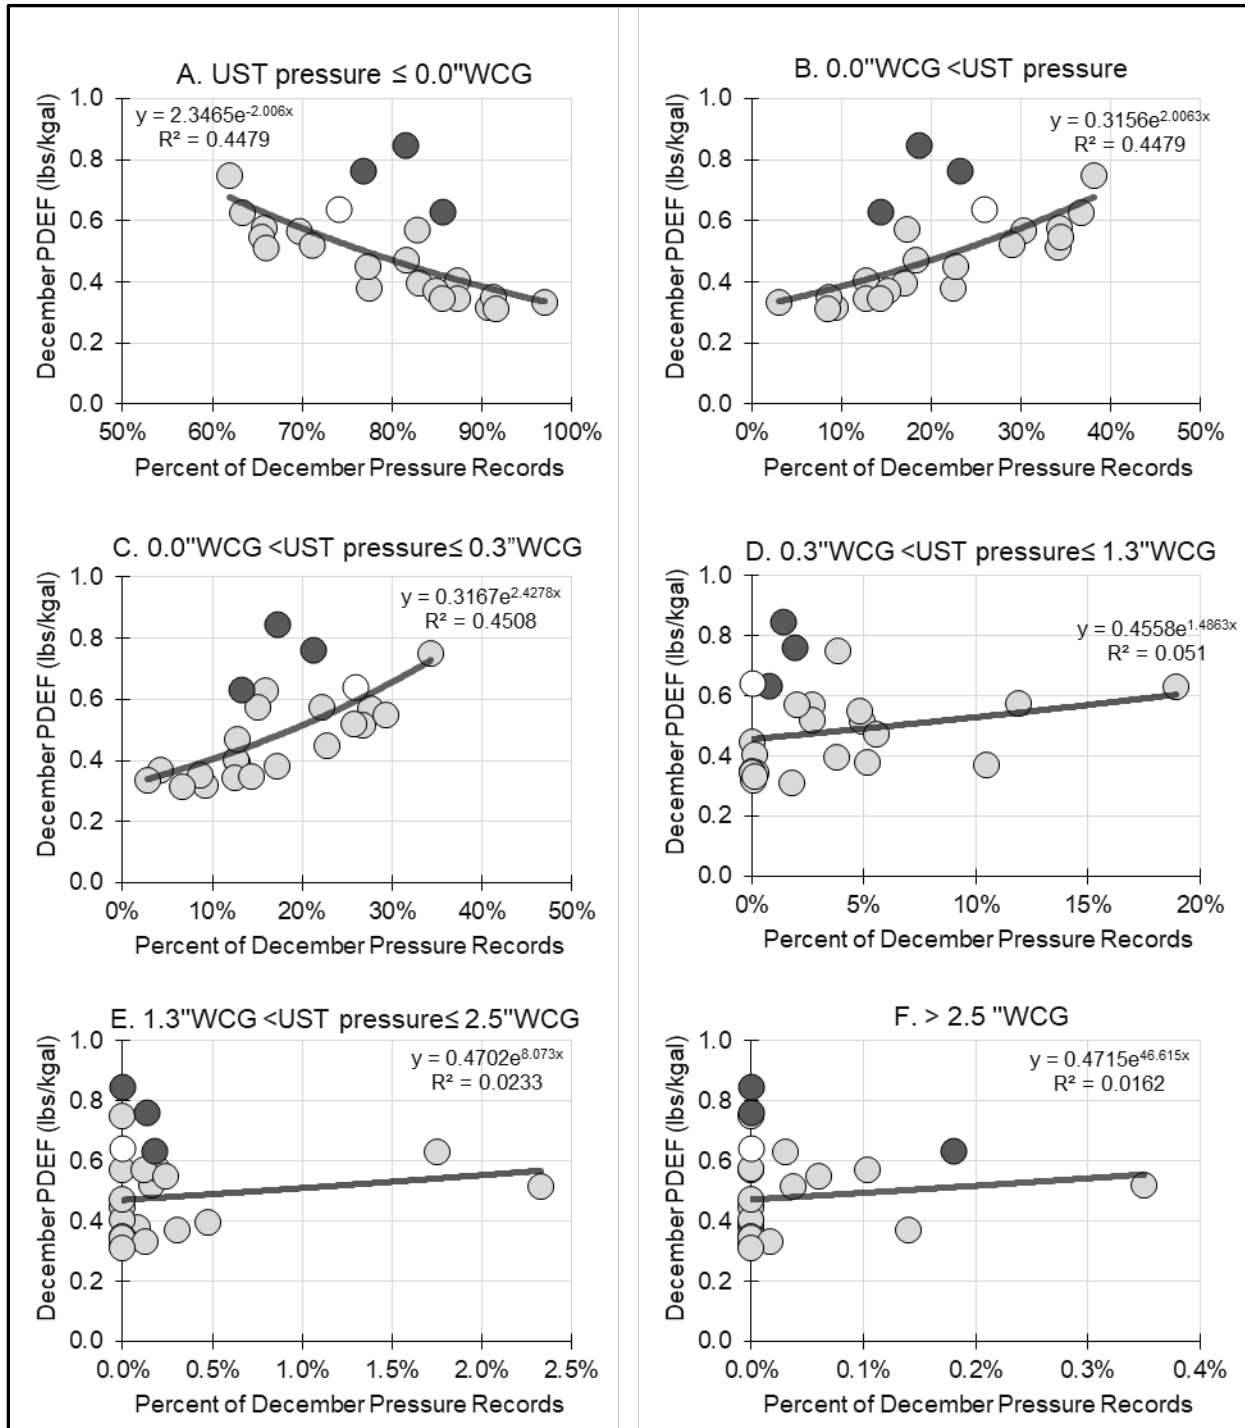 A. UST pressure ≤ 0.0"WCG
y = 2.3465e^-2.006x
R² = 0.4479
December PDEF (lbs/kgal)
1.0
0.8
0.6
0.4
0.2
0.0
50% 60% 70% 80% 90% 100%
Percent of December Pressure Records
B. 0.0"WCG <UST pressure
y = 0.3156e^2.0063x
R² = 0.4479
December PDEF (lbs/kgal)
1.0
0.8
0.6
0.4
0.2
0.0
0% 10% 20% 30% 40% 50%
Percent of December Pressure Records
C. 0.0"WCG <UST pressure≤ 0.3”WCG
y = 0.3167e^2.4278x
R² = 0.4508
December PDEF (lbs/kgal)
1.0
0.8
0.6
0.4
0.2
0.0
0% 10% 20% 30% 40% 50%
Percent of December Pressure Records
D. 0.3"WCG <UST pressure≤ 1.3"WCG
y = 0.4558e^1.4863x
R² = 0.051
December PDEF (lbs/kgal)
1.0
0.8
0.6
0.4
0.2
0.0
0% 5% 10% 15% 20%
Percent of December Pressure Records
E. 1.3"WCG <UST pressure≤ 2.5"WCG
y = 0.4702e^8.073x
R² = 0.0233
December PDEF (lbs/kgal)
1.0
0.8
0.6
0.4
0.2
0.0
0.0% 0.5% 1.0% 1.5% 2.0% 2.5%
Percent of December Pressure Records
F. > 2.5 "WCG
y = 0.4715e^46.615x
R² = 0.0162
December PDEF (lbs/kgal)
1.0
0.8
0.6
0.4
0.2
0.0
0.0% 0.1% 0.2% 0.3% 0.4%
Percent of December Pressure Records